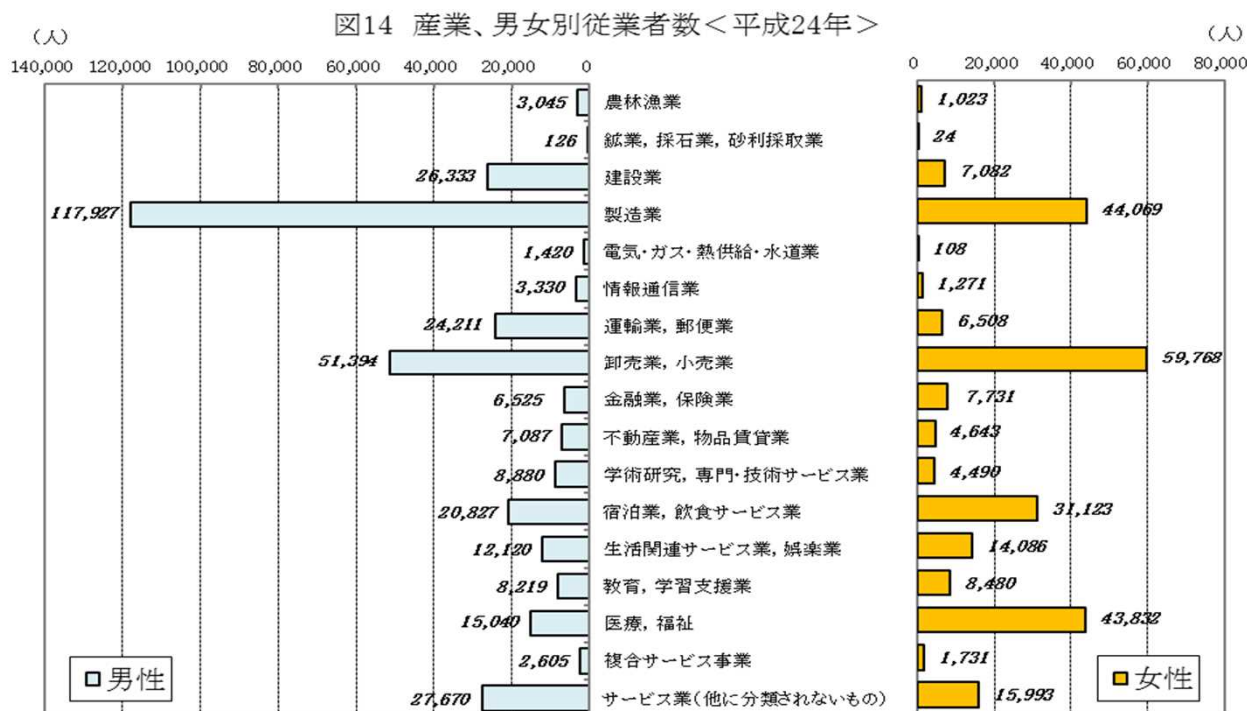 図14 産業、男女別従業者数＜平成24年＞
（人） （人）
140,000 120,000 100,000 80,000 60,000 40,000 20,000 0 0 20,000 40,000 60,000 80,000
3,045 農林漁業 1,023
126 鉱業，採石業，砂利採取業 24
26,333 建設業 7,082
117,927 製造業 44,069
1,420 電気・ガス・熱供給・水道業 108
3,330 情報通信業 1,271
24,211 運輸業，郵便業 6,508
51,394 卸売業，小売業 59,768
6,525 金融業，保険業 7,731
7,087 不動産業，物品賃貸業 4,643
8,880 学術研究，専門・技術サービス業 4,490
20,827 宿泊業，飲食サービス業 31,123
12,120 生活関連サービス業，娯楽業 14,086
8,219 教育，学習支援業 8,480
15,040 医療，福祉 43,832
2,605 複合サービス事業 1,731
27,670 サービス業（他に分類されないもの） 15,993
男性 女性